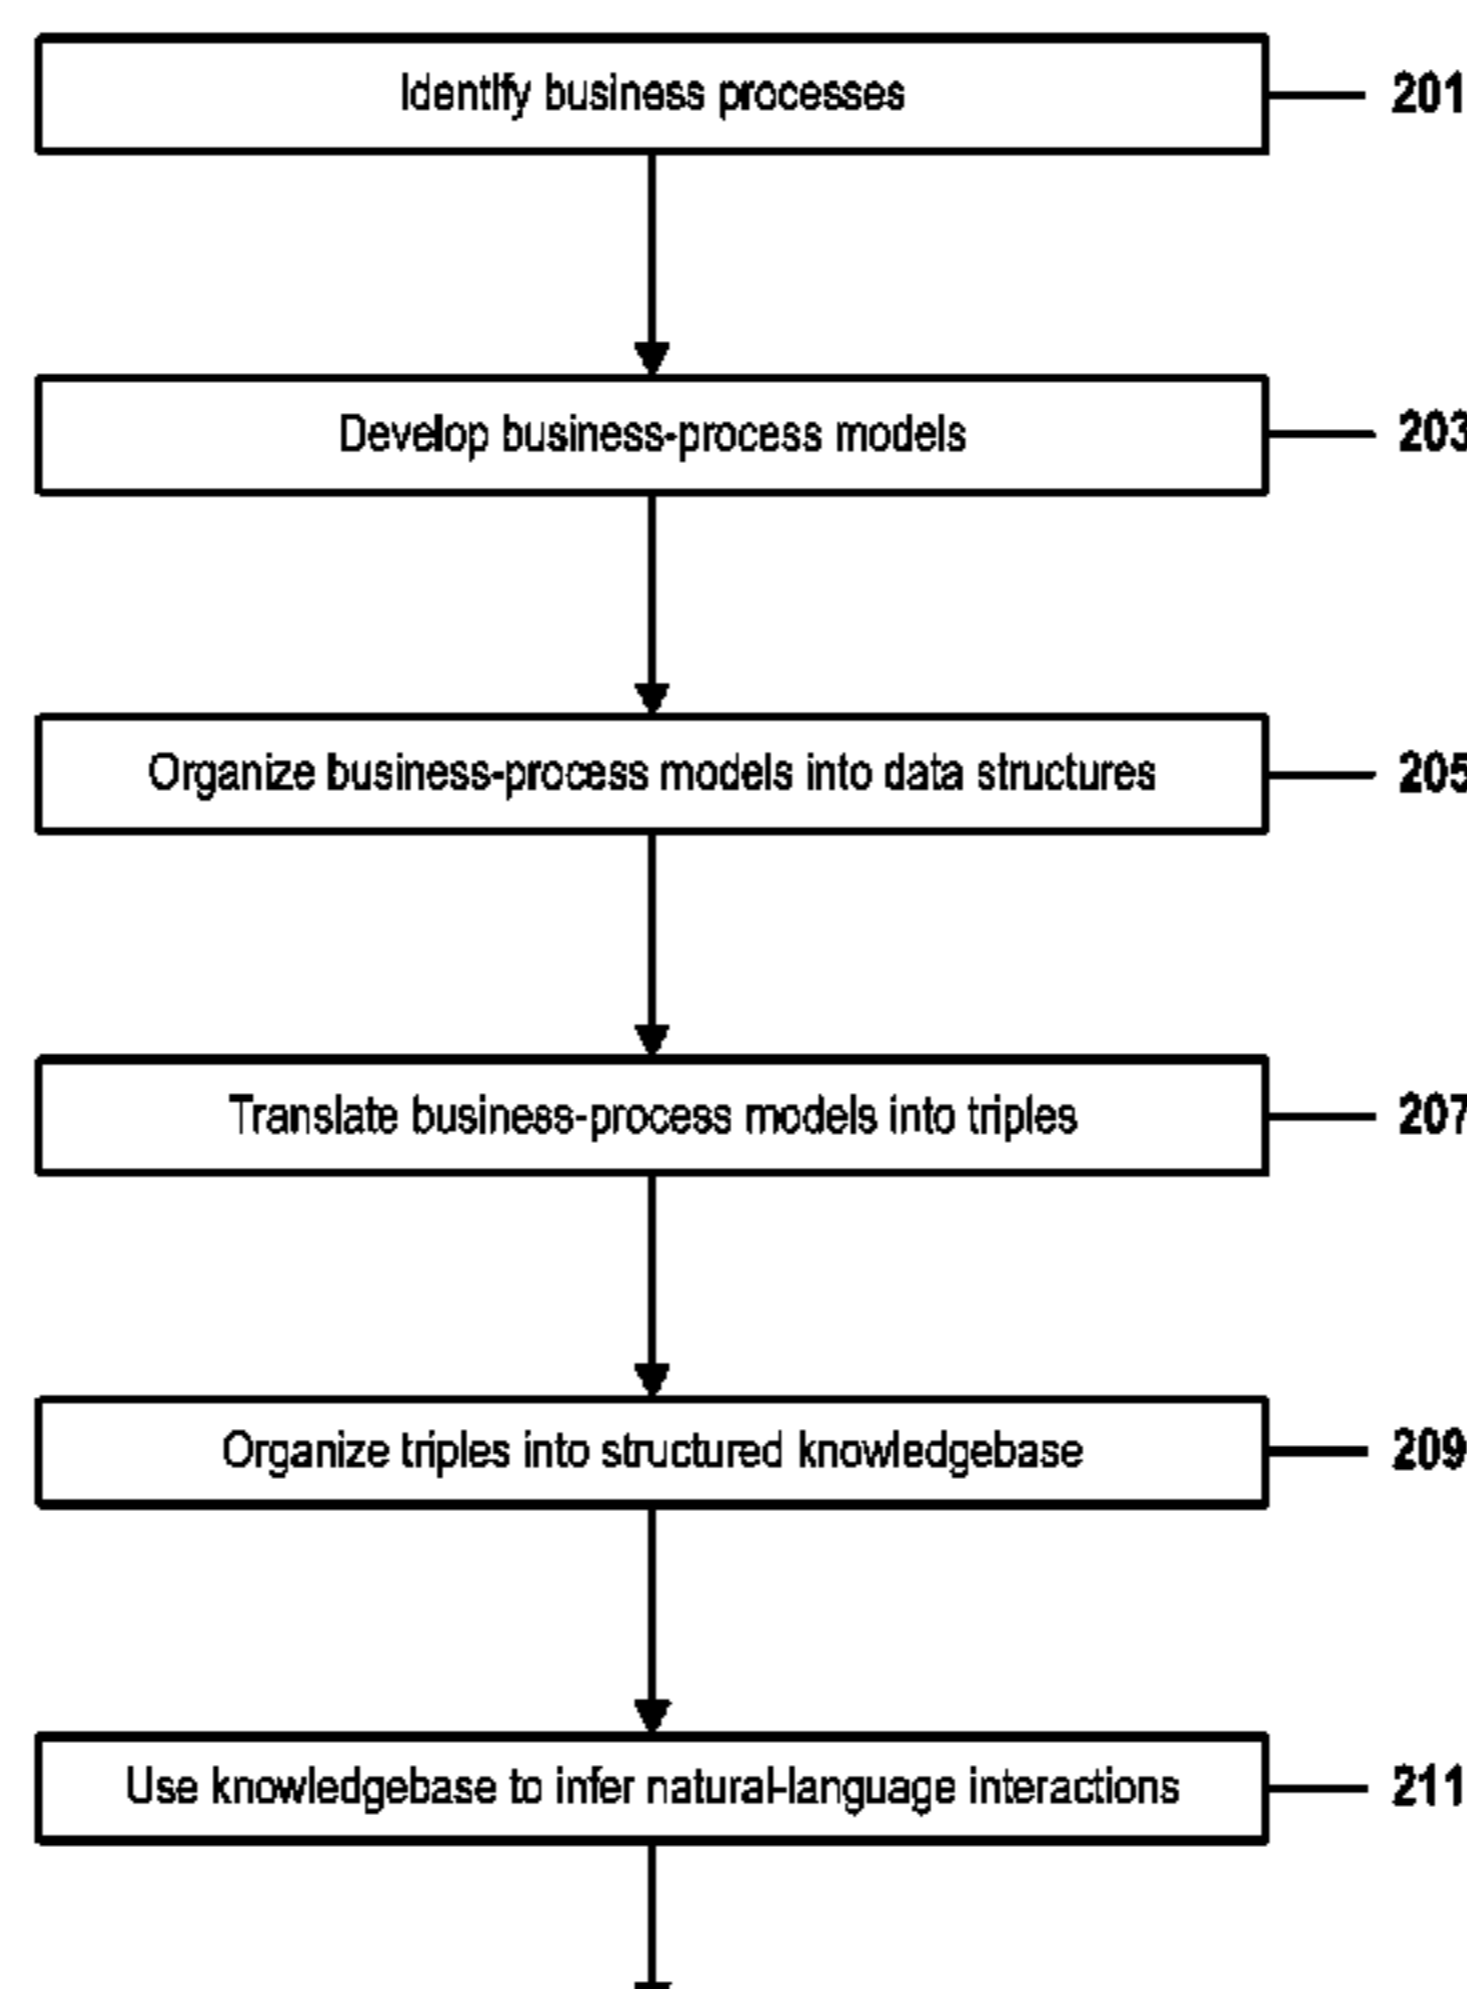 Identify business processes 201
Develop business-process models 203
Organize business-process models into data structures 205
Translate business-process models into triples 207
Organize triples into structured knowledgebase 209
Use knowledgebase to infer natural-language interactions 211